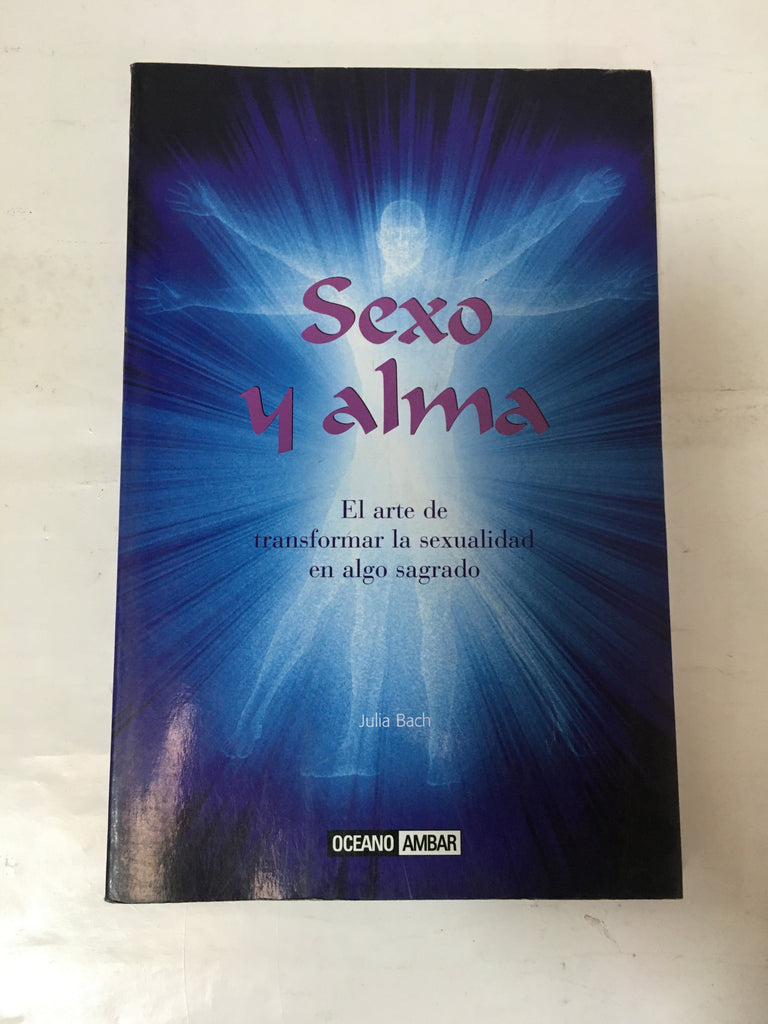 Sexo
y alma
El arte de
transformar la sexualidad
en algo sagrado
Julia Bach
OCEANO AMBAR